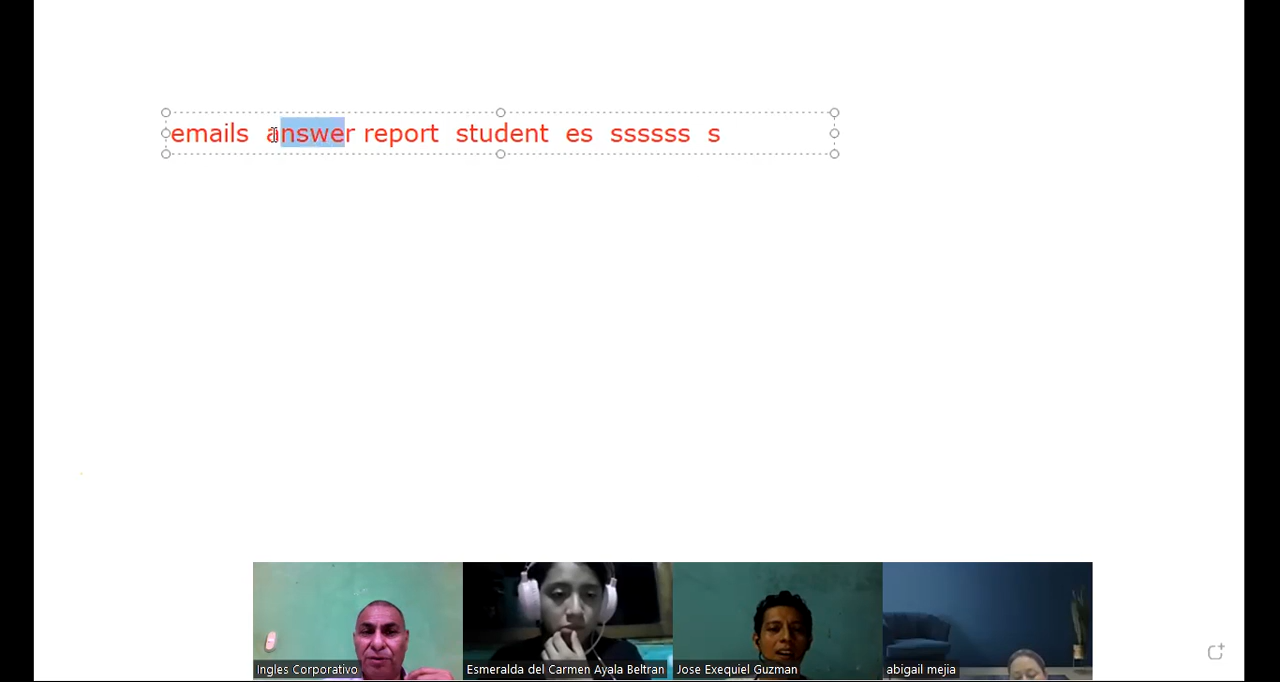 emails  answer report  student  es  ssssss  s
Ingles Corporativo
Esmeralda del Carmen Ayala Beltran
Jose Exequiel Guzman
abigail mejia